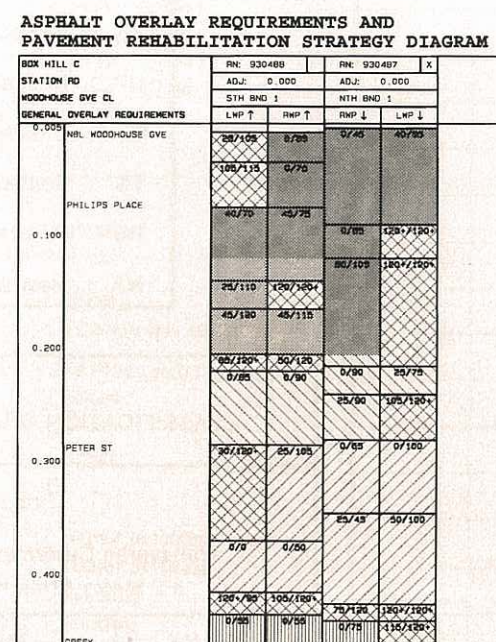 ASPHALT OVERLAY REQUIREMENTS AND
PAVEMENT REHABILITATION STRATEGY DIAGRAM
BOX HILL C RN: 930488 RN: 930487 X
STATION RD ADJ: 0.000 ADJ: 0.000
WOODHOUSE GVE CL STH BND 1 NTH BND 1
GENERAL OVERLAY REQUIREMENTS LWP ↑ RWP ↑ RWP ↓ LWP ↓
0.005 NBL WOODHOUSE GVE 25/105 0/45 40/95
105/115 0/75
PHILIPS PLACE 40/70 45/75
0.100 0/85 120+/120+
80/105 120+/120+
25/110 120/120+
45/120 45/115
0.200
85/120+ 50/120
0/85 0/90 0/90 25/75
25/90 105/120+
PETER ST 30/120+ 25/105 0/65 0/100
0.300
25/45 50/100
0/0 0/50
0.400
120+/95 105/120+ 75/120 120+/120+
0/55 0/55 0/75 115/120+
CREEK